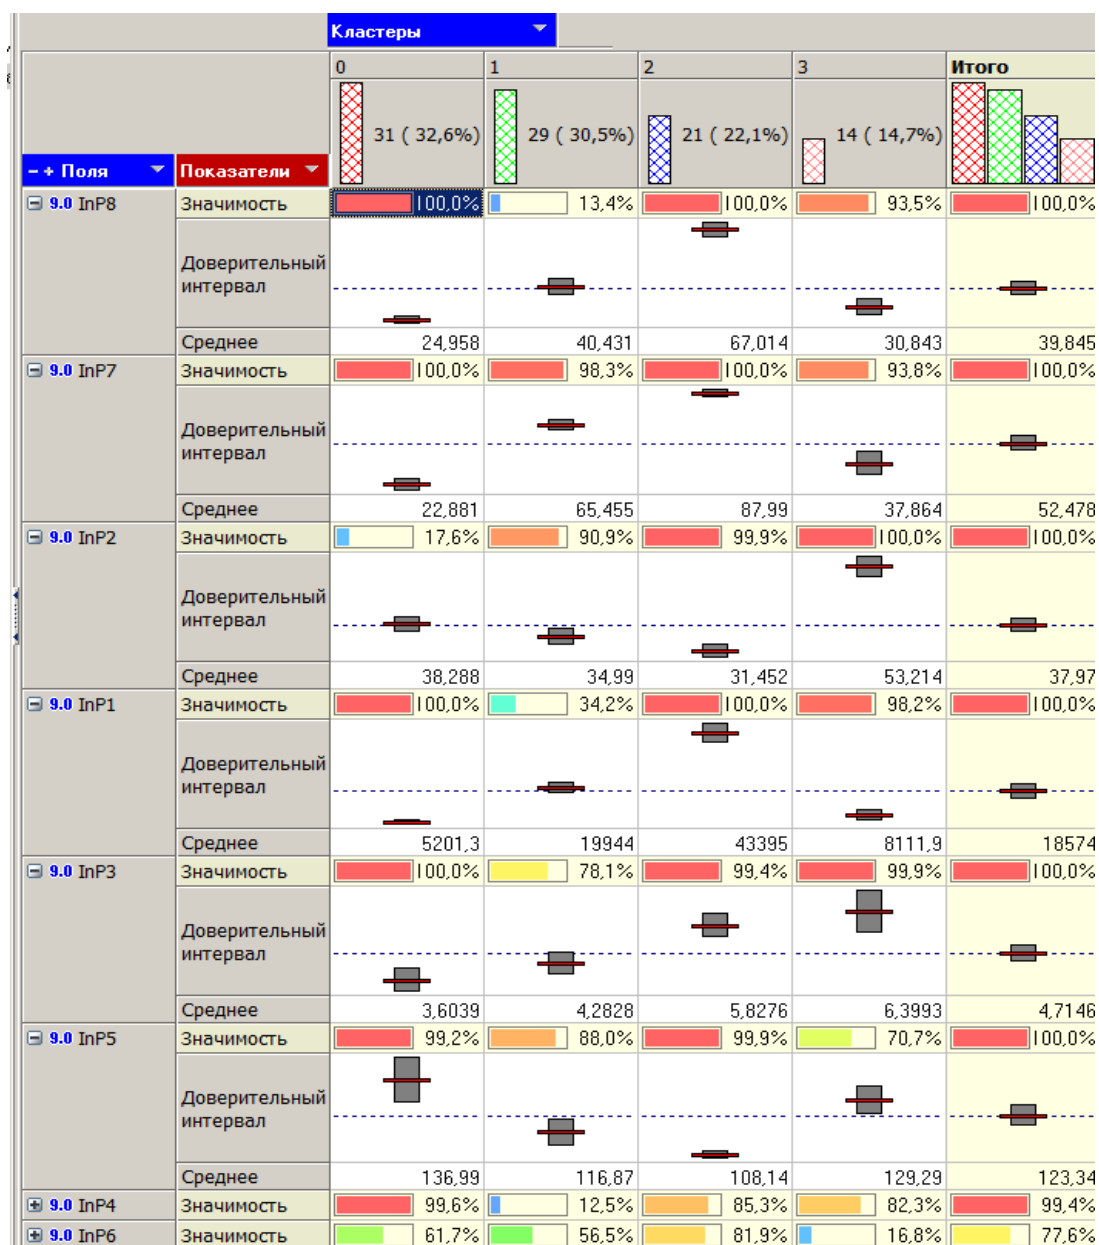 Кластеры
0 1 2 3 Итого
31 ( 32,6%) 29 ( 30,5%) 21 ( 22,1%) 14 ( 14,7%)
− + Поля Показатели
9.0 InP8 Значимость 100,0% 13,4% 100,0% 93,5% 100,0%
Доверительный
интервал
Среднее 24,958 40,431 67,014 30,843 39,845
9.0 InP7 Значимость 100,0% 98,3% 100,0% 93,8% 100,0%
Доверительный
интервал
Среднее 22,881 65,455 87,99 37,864 52,478
9.0 InP2 Значимость 17,6% 90,9% 99,9% 100,0% 100,0%
Доверительный
интервал
Среднее 38,288 34,99 31,452 53,214 37,97
9.0 InP1 Значимость 100,0% 34,2% 100,0% 98,2% 100,0%
Доверительный
интервал
Среднее 5201,3 19944 43395 8111,9 18574
9.0 InP3 Значимость 100,0% 78,1% 99,4% 99,9% 100,0%
Доверительный
интервал
Среднее 3,6039 4,2828 5,8276 6,3993 4,7146
9.0 InP5 Значимость 99,2% 88,0% 99,9% 70,7% 100,0%
Доверительный
интервал
Среднее 136,99 116,87 108,14 129,29 123,34
9.0 InP4 Значимость 99,6% 12,5% 85,3% 82,3% 99,4%
9.0 InP6 Значимость 61,7% 56,5% 81,9% 16,8% 77,6%